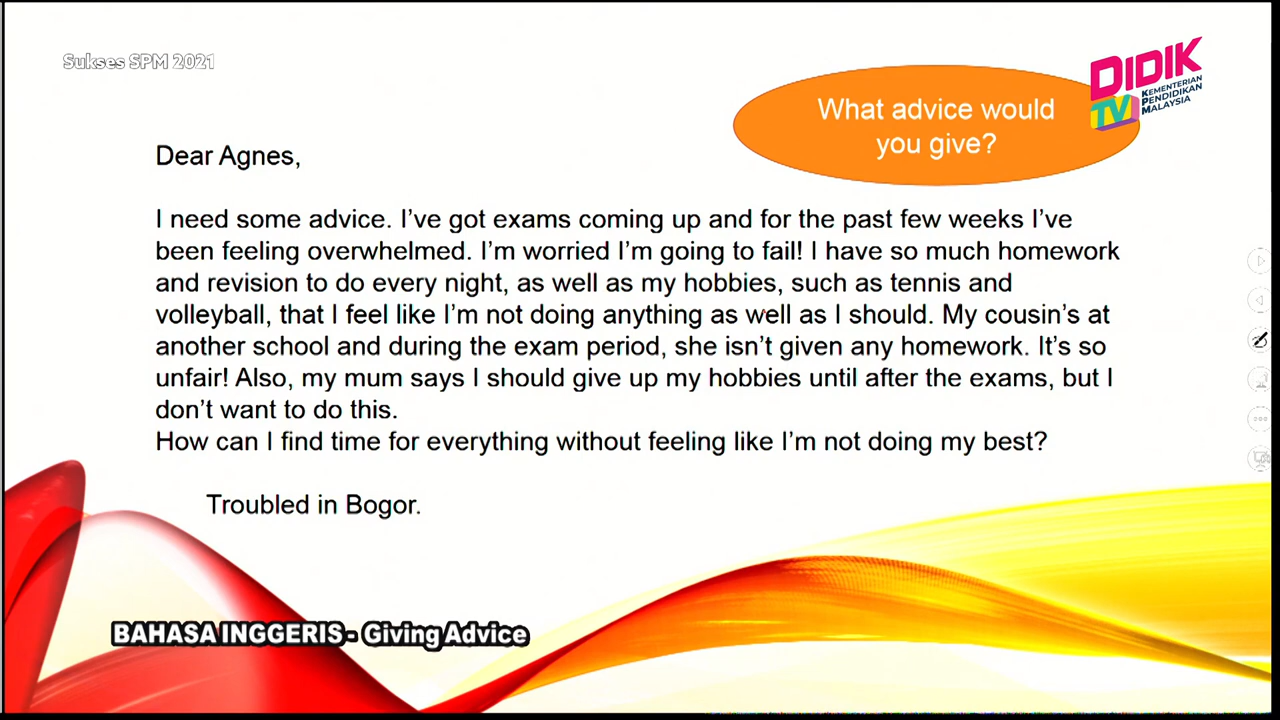 Sukses SPM 2021
DIDIK
TV
KEMENTERIAN
PENDIDIKAN
MALAYSIA
What advice would
you give?
Dear Agnes,
I need some advice. I've got exams coming up and for the past few weeks I've
been feeling overwhelmed. I'm worried I'm going to fail! I have so much homework
and revision to do every night, as well as my hobbies, such as tennis and
volleyball, that I feel like I'm not doing anything as well as I should. My cousin's at
another school and during the exam period, she isn't given any homework. It's so
unfair! Also, my mum says I should give up my hobbies until after the exams, but I
don't want to do this.
How can I find time for everything without feeling like I'm not doing my best?
Troubled in Bogor.
BAHASA INGGERIS - Giving Advice